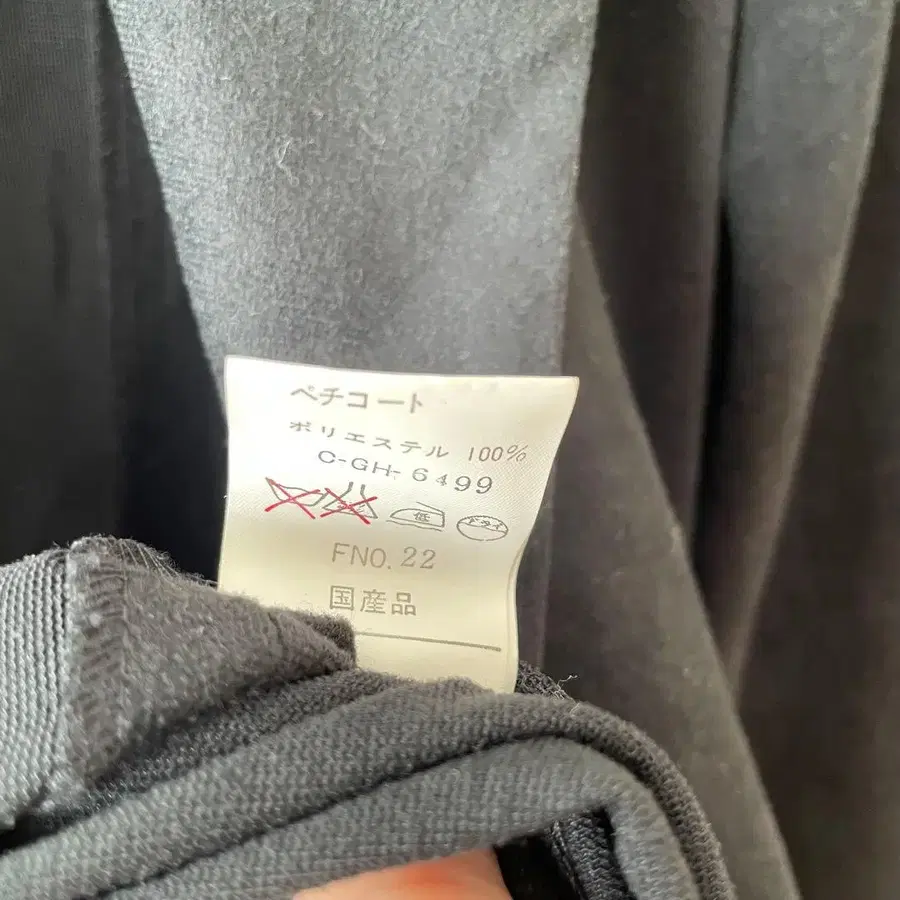 ペチコート
ポリエステル 100%
C-GH-6499
低 ドライ
FNO. 22
国産品